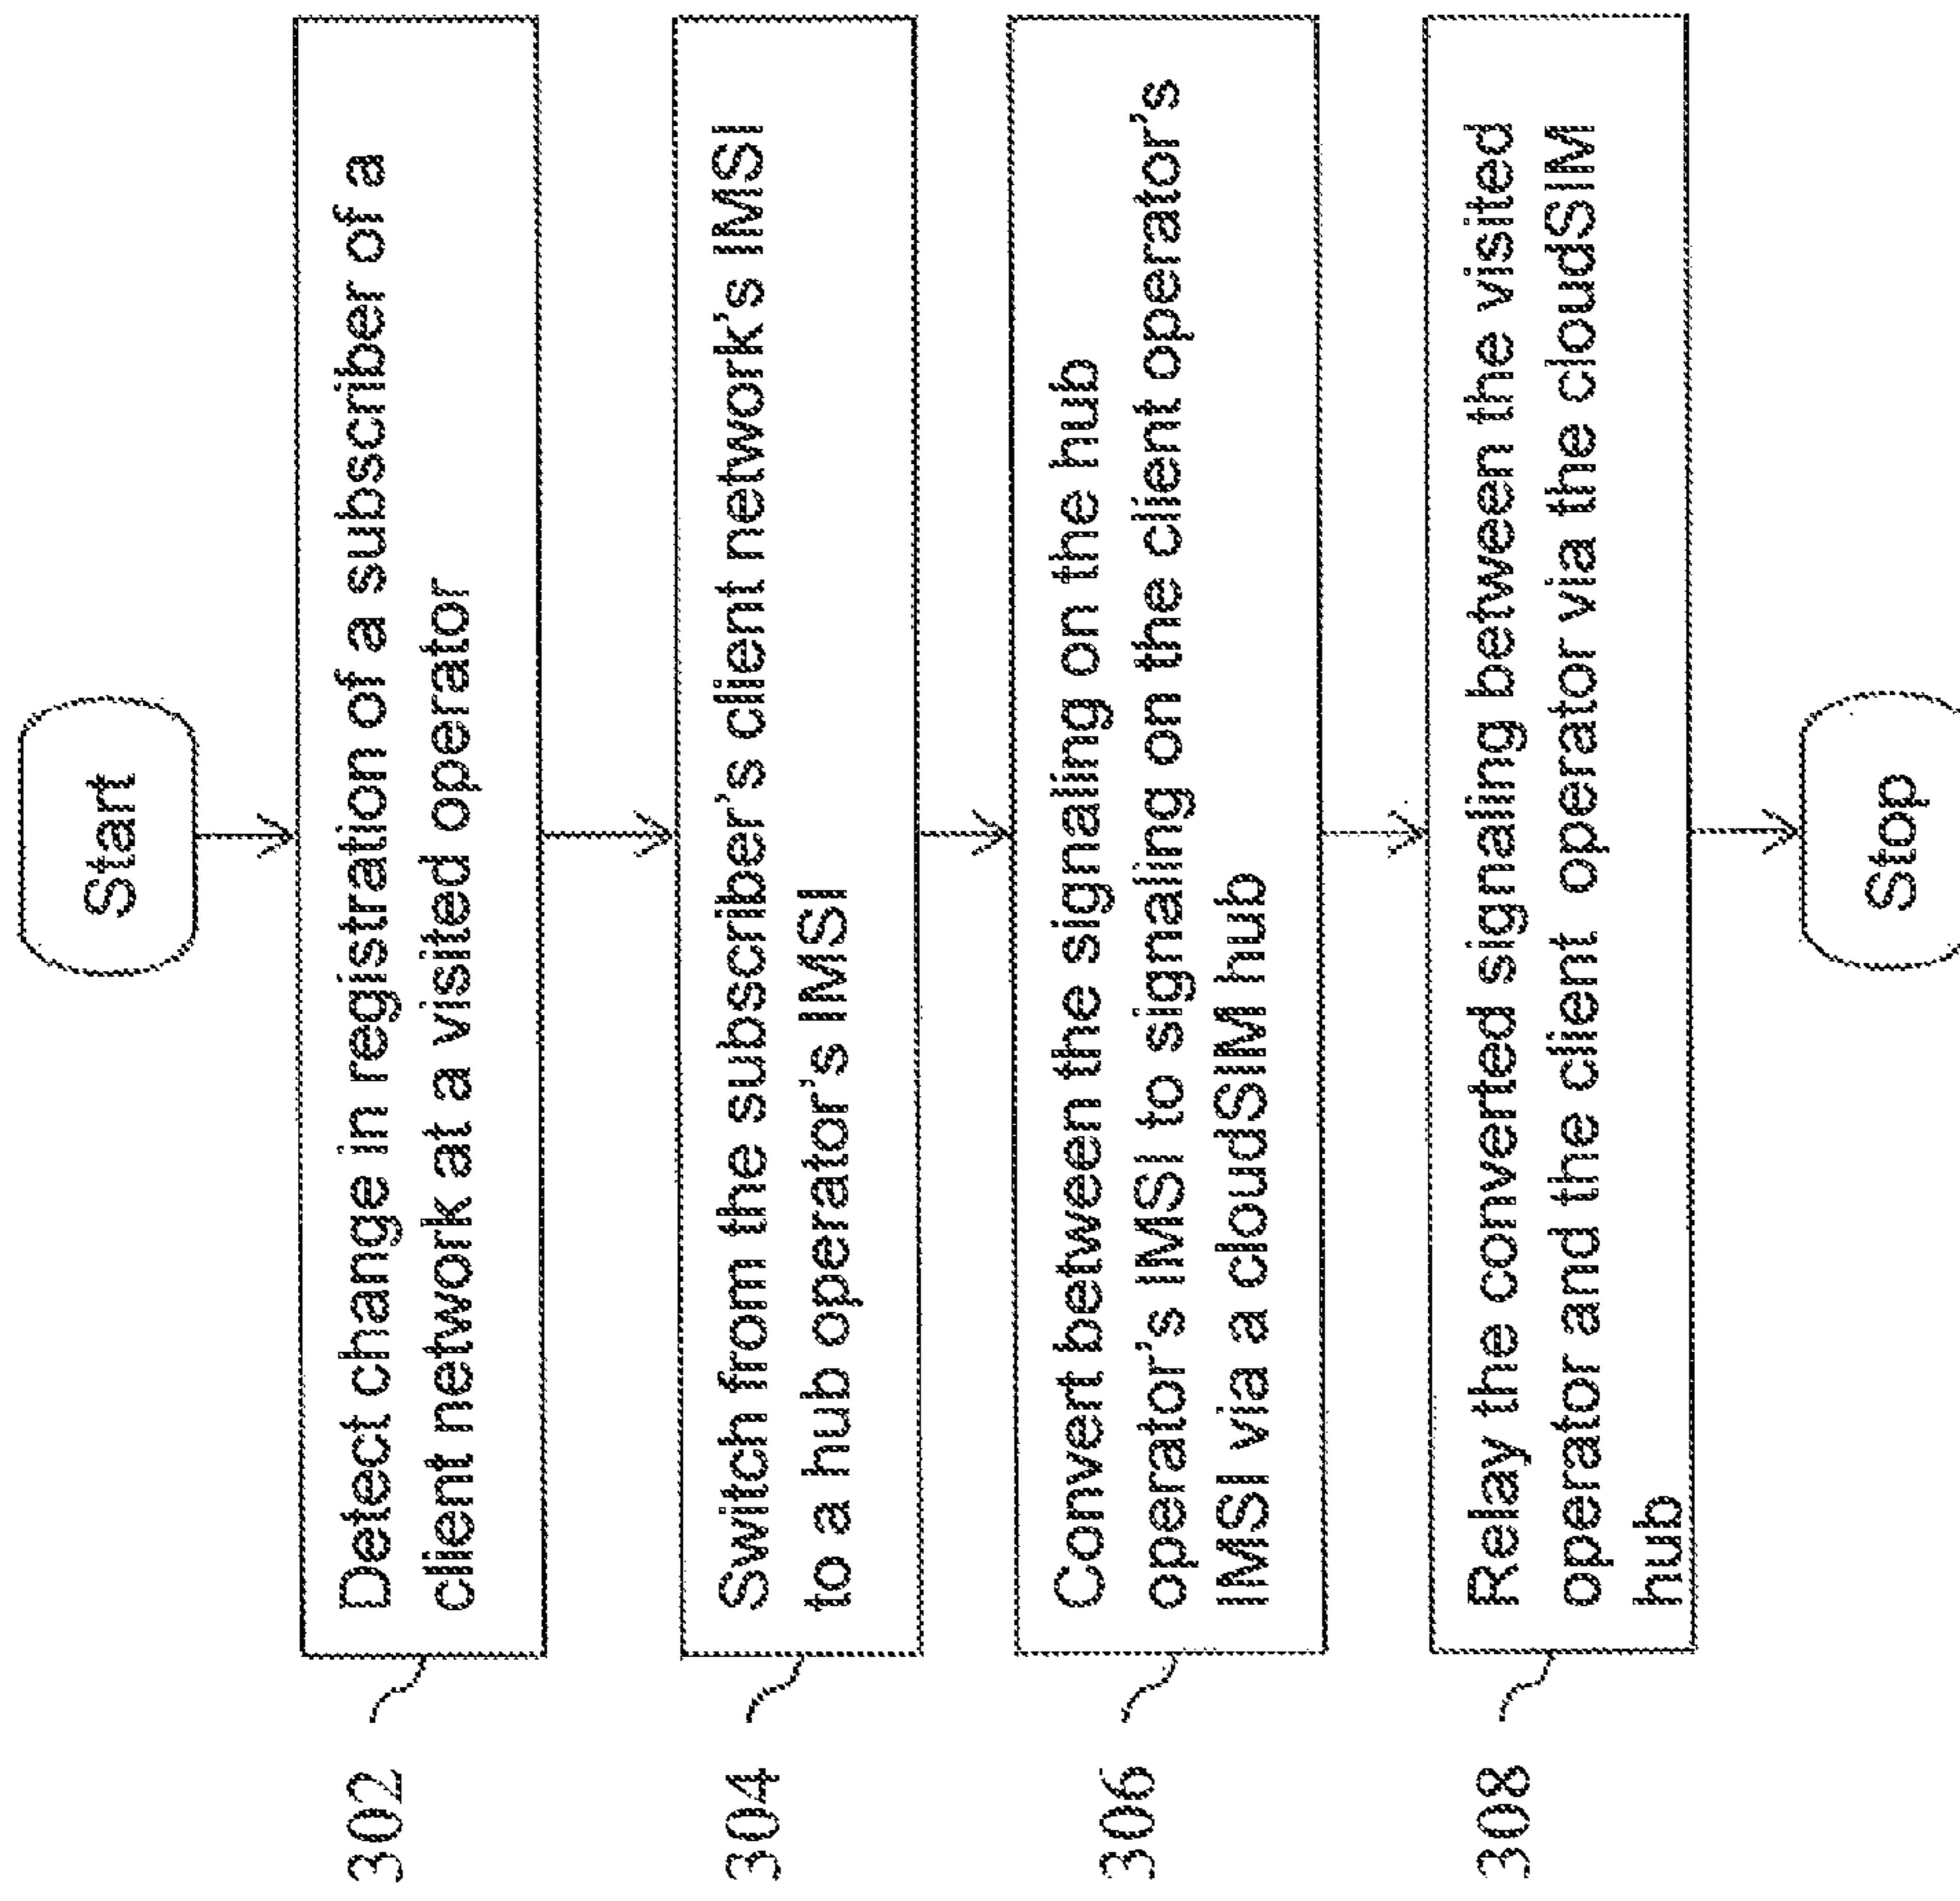 Start
302
Detect change in registration of a subscriber of a
client network at a visited operator
304
Switch from the subscriber's client network's IMSI
to a hub operator's IMSI
306
Convert between the signaling on the hub
operator's IMSI to signaling on the client operator's
IMSI via a cloudSIM hub
308
Relay the converted signaling between the visited
operator and the client operator via the cloudSIM
hub
Stop